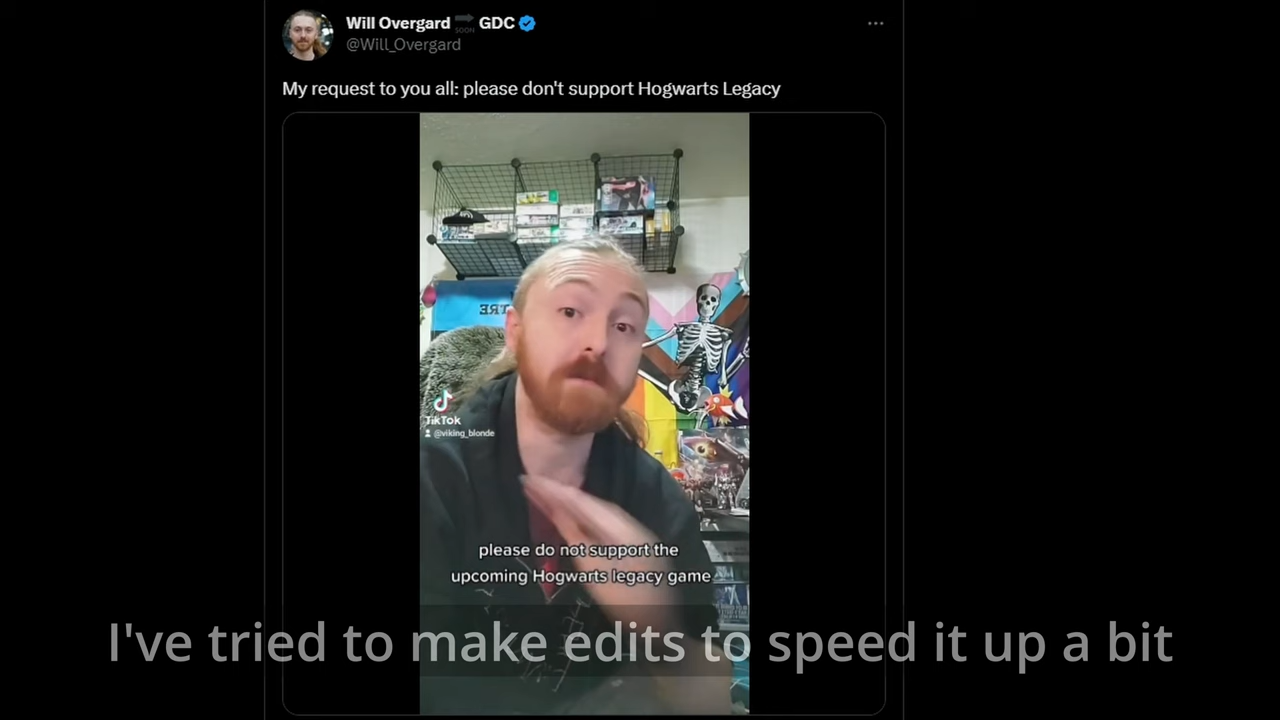 Will Overgard SOON GDC
@Will_Overgard
My request to you all: please don't support Hogwarts Legacy
TikTok
@viking_blonde
please do not support the
upcoming Hogwarts legacy game
I've tried to make edits to speed it up a bit